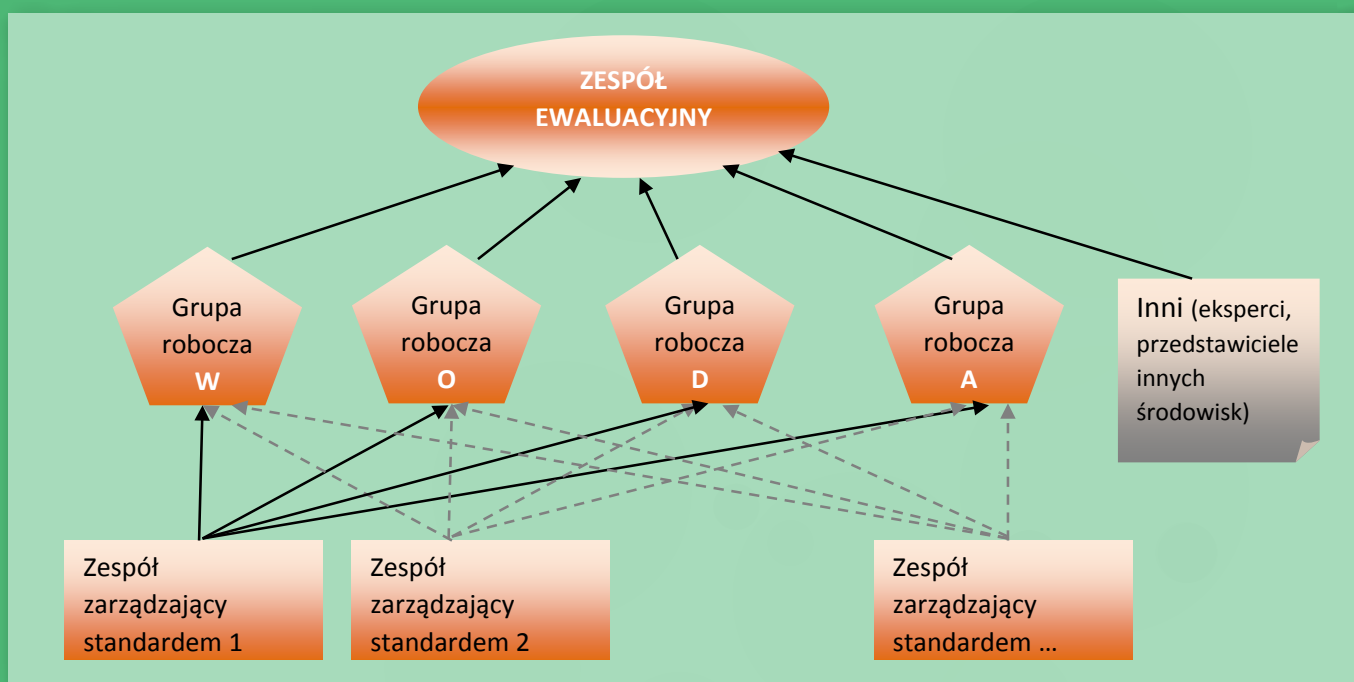 ZESPÓŁ
EWALUACYJNY
Grupa
robocza
W
Grupa
robocza
O
Grupa
robocza
D
Grupa
robocza
A
Inni (eksperci,
przedstawiciele
innych
środowisk)
Zespół
zarządzający
standardem 1
Zespół
zarządzający
standardem 2
Zespół
zarządzający
standardem ...